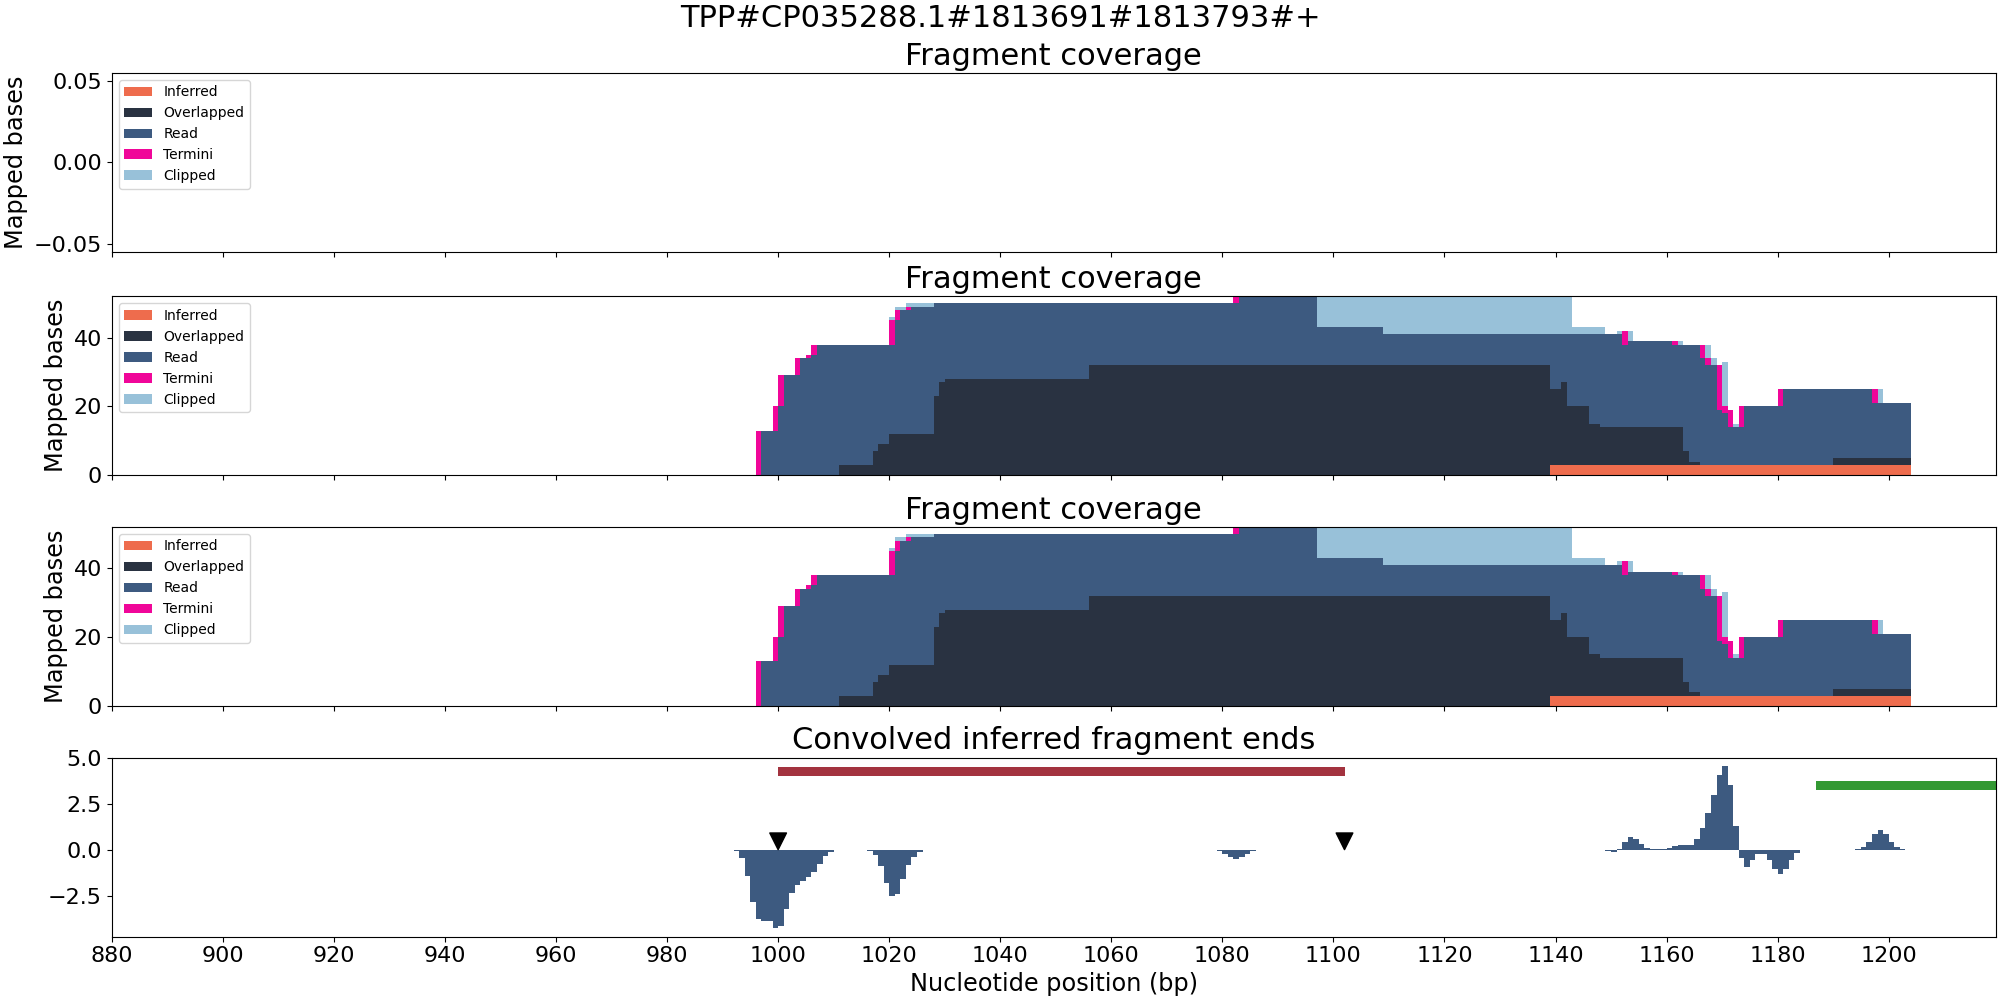 TPP#CP035288.1#1813691#1813793#+
Fragment coverage
Mapped bases
0.05
0.00
−0.05
Inferred
Overlapped
Read
Termini
Clipped
Fragment coverage
Mapped bases
40
20
0
Inferred
Overlapped
Read
Termini
Clipped
Fragment coverage
Mapped bases
40
20
0
Inferred
Overlapped
Read
Termini
Clipped
Convolved inferred fragment ends
5.0
2.5
0.0
−2.5
880 900 920 940 960 980 1000 1020 1040 1060 1080 1100 1120 1140 1160 1180 1200
Nucleotide position (bp)